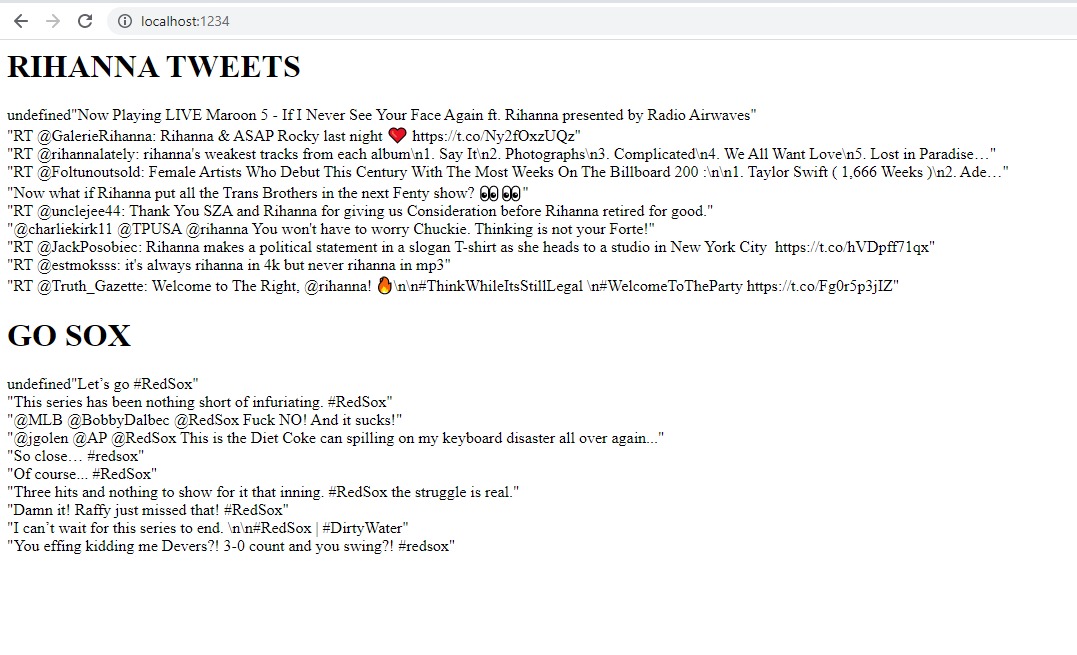 localhost:1234
RIHANNA TWEETS
undefined"Now Playing LIVE Maroon 5 - If I Never See Your Face Again ft. Rihanna presented by Radio Airwaves"
"RT @GalerieRihanna: Rihanna & ASAP Rocky last night ❤️ https://t.co/Ny2fOxzUQz"
"RT @rihannalately: rihanna's weakest tracks from each album\n1. Say It\n2. Photographs\n3. Complicated\n4. We All Want Love\n5. Lost in Paradise…"
"RT @Foltunoutsold: Female Artists Who Debut This Century With The Most Weeks On The Billboard 200 :\n\n1. Taylor Swift ( 1,666 Weeks )\n2. Ade…"
"Now what if Rihanna put all the Trans Brothers in the next Fenty show? 👀👀"
"RT @unclejee44: Thank You SZA and Rihanna for giving us Consideration before Rihanna retired for good."
"@charliekirk11 @TPUSA @rihanna You won't have to worry Chuckie. Thinking is not your Forte!"
"RT @JackPosobiec: Rihanna makes a political statement in a slogan T-shirt as she heads to a studio in New York City  https://t.co/hVDpff71qx"
"RT @estmoksss: it's always rihanna in 4k but never rihanna in mp3"
"RT @Truth_Gazette: Welcome to The Right, @rihanna! 🔥\n\n#ThinkWhileItsStillLegal \n#WelcomeToTheParty https://t.co/Fg0r5p3jIZ"
GO SOX
undefined"Let’s go #RedSox"
"This series has been nothing short of infuriating. #RedSox"
"@MLB @BobbyDalbec @RedSox Fuck NO! And it sucks!"
"@jgolen @AP @RedSox This is the Diet Coke can spilling on my keyboard disaster all over again..."
"So close… #redsox"
"Of course... #RedSox"
"Three hits and nothing to show for it that inning. #RedSox the struggle is real."
"Damn it! Raffy just missed that! #RedSox"
"I can’t wait for this series to end. \n\n#RedSox | #DirtyWater"
"You effing kidding me Devers?! 3-0 count and you swing?! #redsox"